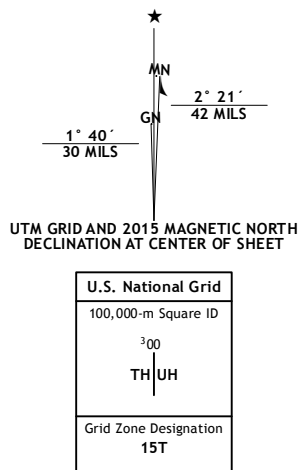 ★
MN
GN
2° 21´
42 MILS
1° 40´
30 MILS
UTM GRID AND 2015 MAGNETIC NORTH
DECLINATION AT CENTER OF SHEET
U.S. National Grid
100,000-m Square ID
³00
TH UH
Grid Zone Designation
15T